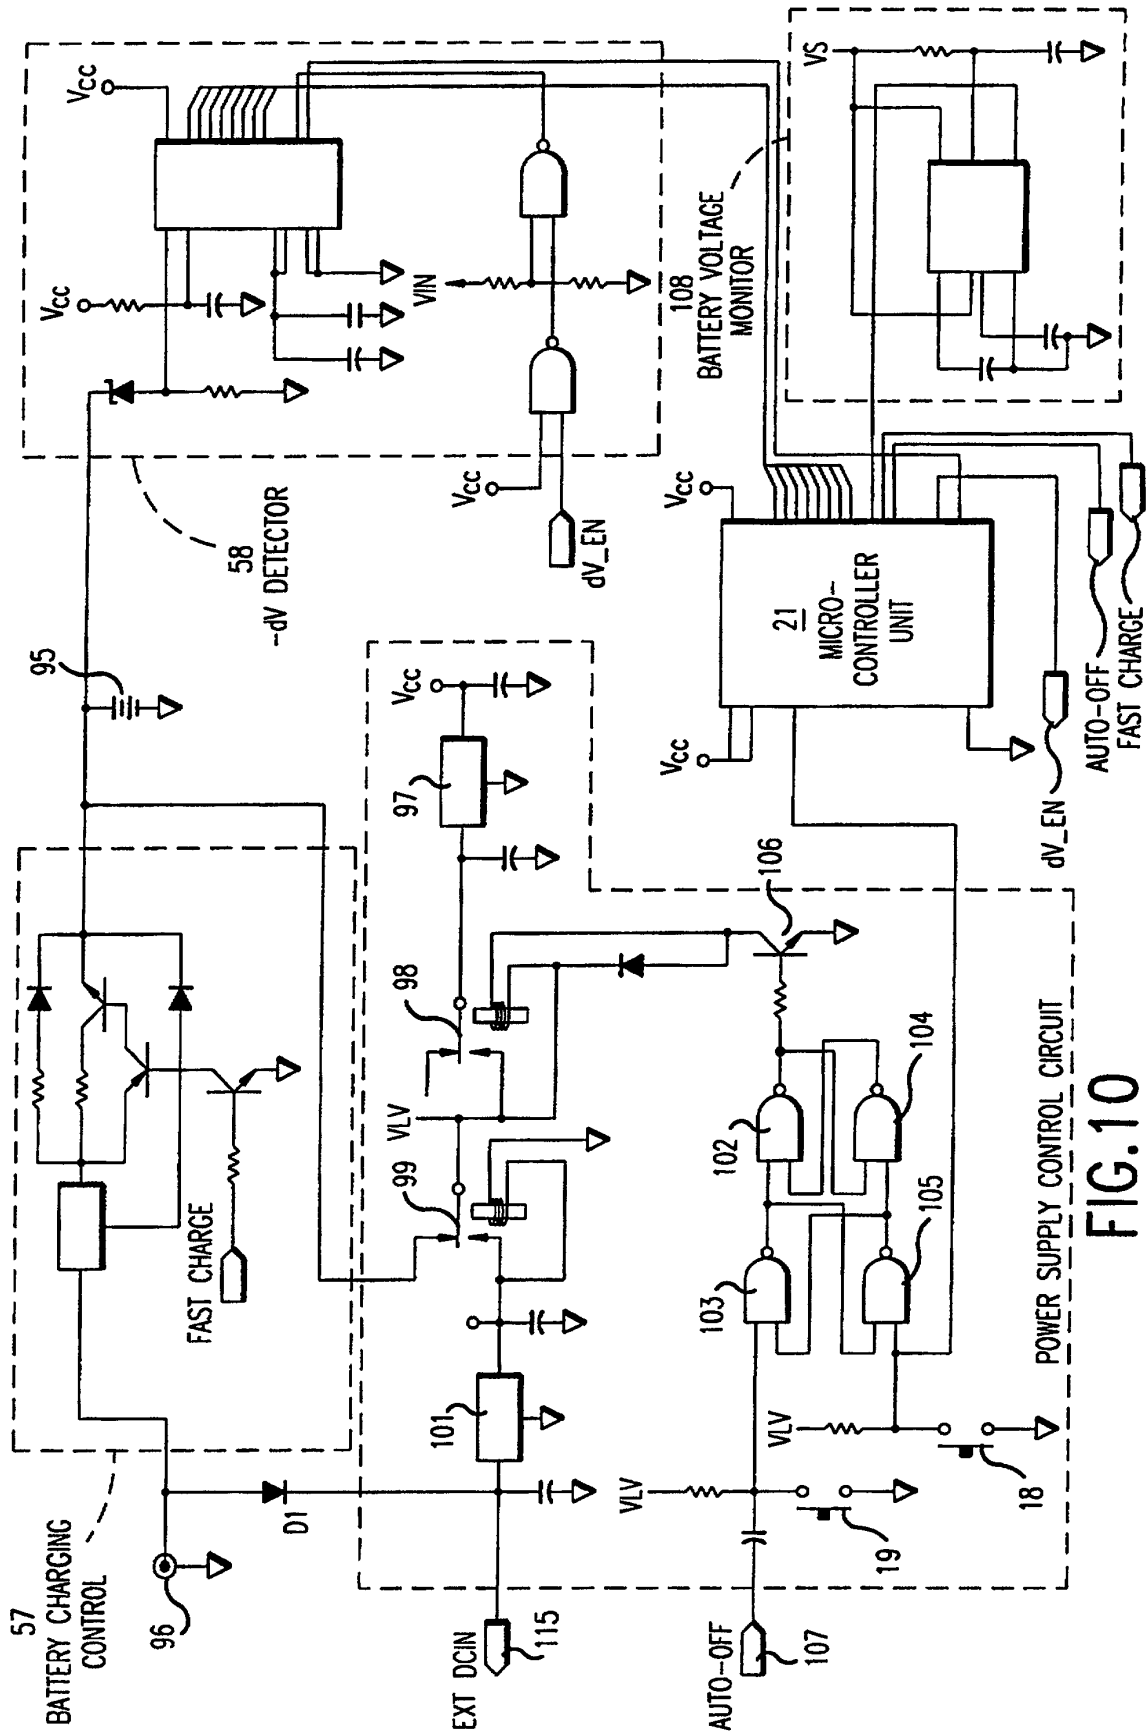 57
BATTERY CHARGING
CONTROL
96
D1
FAST CHARGE
95
58
-dV DETECTOR
Vcc
Vcc
VIN
Vcc
dV_EN
EXT DCIN
115
101
99
VLV
98
97
Vcc
108
BATTERY VOLTAGE
MONITOR
VS
AUTO-OFF
107
VLV
19
VLV
18
103
105
102
104
106
POWER SUPPLY CONTROL CIRCUIT
Vcc
Vcc
21
MICRO-
CONTROLLER
UNIT
dV_EN
AUTO-OFF
FAST CHARGE
FIG.10